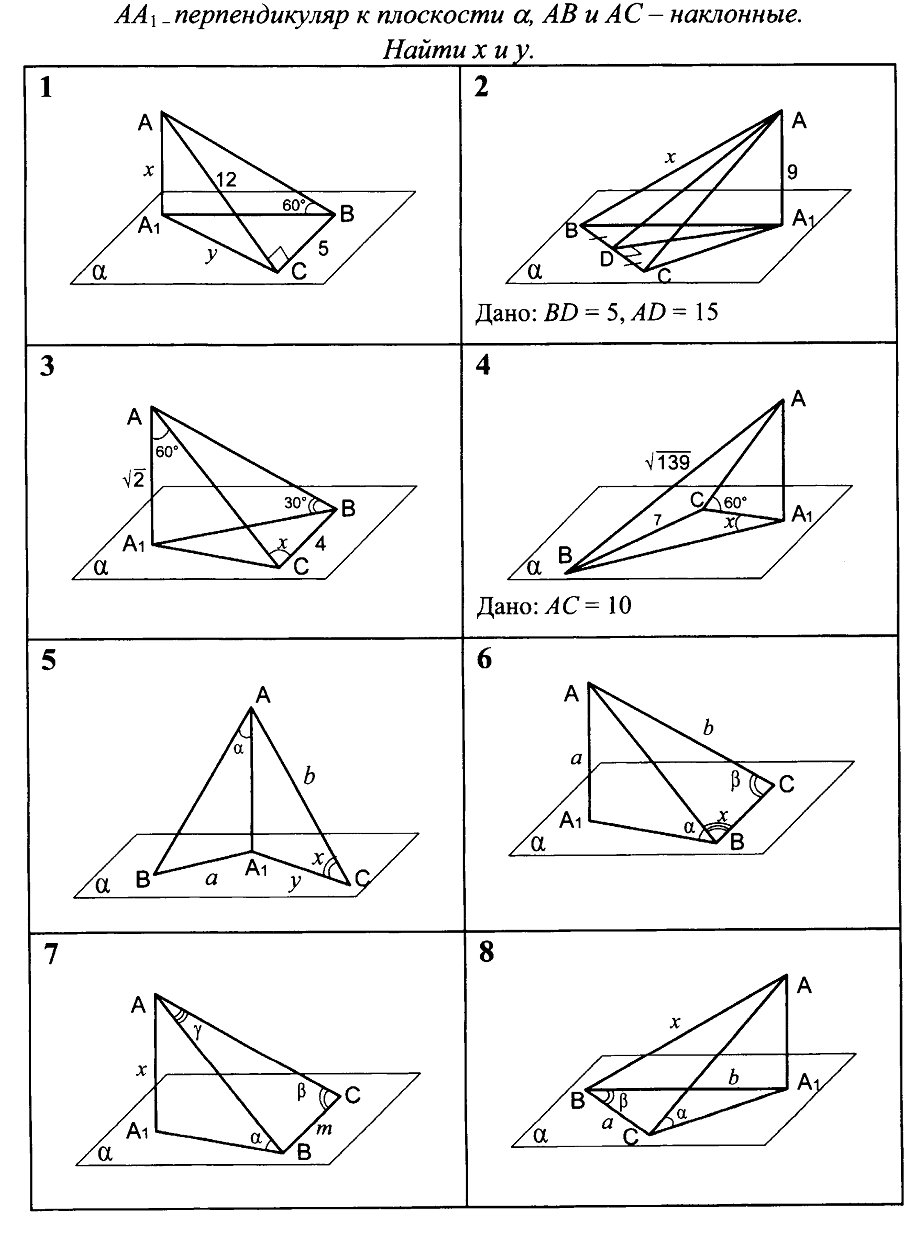 AA₁ – перпендикуляр к плоскости α, AB и AC – наклонные.
Найти x и y.
1
A
x
12
60°
B
A₁
5
y
C
α
2
A
x
9
B
A₁
D
C
α
Дано: BD = 5, AD = 15
3
A
60°
√2
30°
B
A₁
x
4
C
α
4
A
√139
C
60°
7
x
A₁
B
α
Дано: AC = 10
5
A
α
b
x
B
A₁
C
a
y
α
6
A
b
a
β
C
A₁
x
α
B
α
7
A
γ
x
β
C
A₁
m
α
B
α
8
A
x
b
A₁
B
β
a
α
C
α